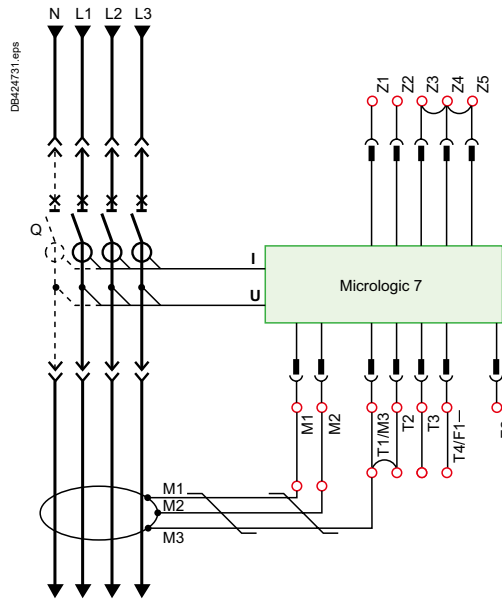 N L1 L2 L3
DB424731.eps
Z1 Z2 Z3 Z4 Z5
Q
I
U
Micrologic 7
M1 M2 T1/M3 T2 T3 T4/F1–
M1
M2
M3